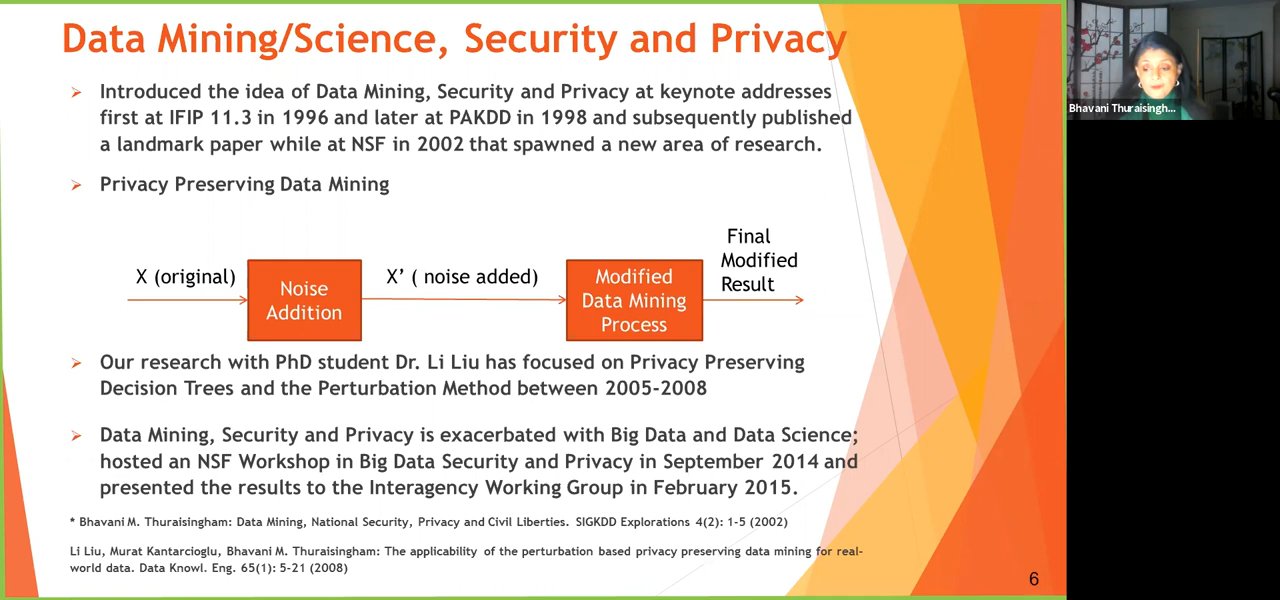 Data Mining/Science, Security and Privacy
Introduced the idea of Data Mining, Security and Privacy at keynote addresses
first at IFIP 11.3 in 1996 and later at PAKDD in 1998 and subsequently published
a landmark paper while at NSF in 2002 that spawned a new area of research.
Privacy Preserving Data Mining
X (original)
Noise
Addition
X’ ( noise added)
Modified
Data Mining
Process
Final
Modified
Result
Our research with PhD student Dr. Li Liu has focused on Privacy Preserving
Decision Trees and the Perturbation Method between 2005-2008
Data Mining, Security and Privacy is exacerbated with Big Data and Data Science;
hosted an NSF Workshop in Big Data Security and Privacy in September 2014 and
presented the results to the Interagency Working Group in February 2015.
* Bhavani M. Thuraisingham: Data Mining, National Security, Privacy and Civil Liberties. SIGKDD Explorations 4(2): 1-5 (2002)
Li Liu, Murat Kantarcioglu, Bhavani M. Thuraisingham: The applicability of the perturbation based privacy preserving data mining for real-
world data. Data Knowl. Eng. 65(1): 5-21 (2008)
6
Bhavani Thuraisingh...